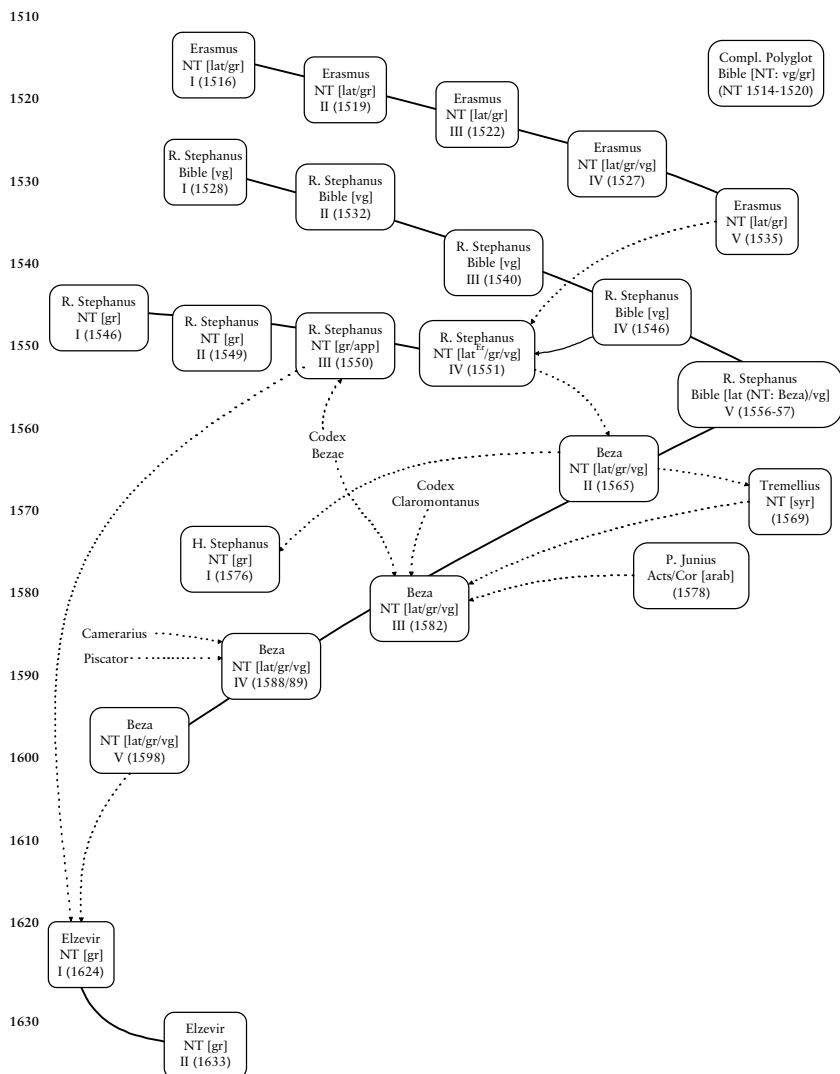 1510
Erasmus
NT [lat/gr]
I (1516)
Erasmus
NT [lat/gr]
II (1519)
Erasmus
NT [lat/gr]
III (1522)
Compl. Polyglot
Bible [NT: vg/gr]
(NT 1514-1520)
1520
Erasmus
NT [lat/gr/vg]
IV (1527)
R. Stephanus
Bible [vg]
I (1528)
R. Stephanus
Bible [vg]
II (1532)
1530
Erasmus
NT [lat/gr]
V (1535)
R. Stephanus
Bible [vg]
III (1540)
1540
R. Stephanus
Bible [vg]
IV (1546)
R. Stephanus
NT [gr]
I (1546)
R. Stephanus
NT [gr]
II (1549)
R. Stephanus
NT [gr/app]
III (1550)
R. Stephanus
NT [latEr/gr/vg]
IV (1551)
1550
R. Stephanus
Bible [lat (NT: Beza)/vg]
V (1556-57)
1560
Codex
Bezae
Beza
NT [lat/gr/vg]
II (1565)
Codex
Claromontanus
Tremellius
NT [syr]
(1569)
1570
H. Stephanus
NT [gr]
I (1576)
P. Junius
Acts/Cor [arab]
(1578)
1580
Beza
NT [lat/gr/vg]
III (1582)
Camerarius
Piscator
Beza
NT [lat/gr/vg]
IV (1588/89)
1590
Beza
NT [lat/gr/vg]
V (1598)
1600
1610
1620
Elzevir
NT [gr]
I (1624)
1630
Elzevir
NT [gr]
II (1633)